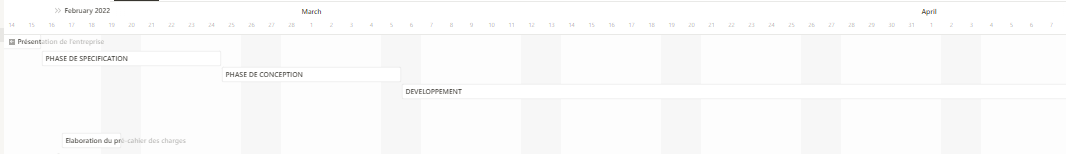 February 2022 March April
14 15 16 17 18 19 20 21 22 23 24 25 26 27 28 1 2 3 4 5 6 7 8 9 10 11 12 13 14 15 16 17 18 19 20 21 22 23 24 25 26 27 28 29 30 31 1 2 3 4 5 6 7
Présentation de l'entreprise
PHASE DE SPECIFICATION
PHASE DE CONCEPTION
DEVELOPPEMENT
Elaboration du pré-cahier des charges